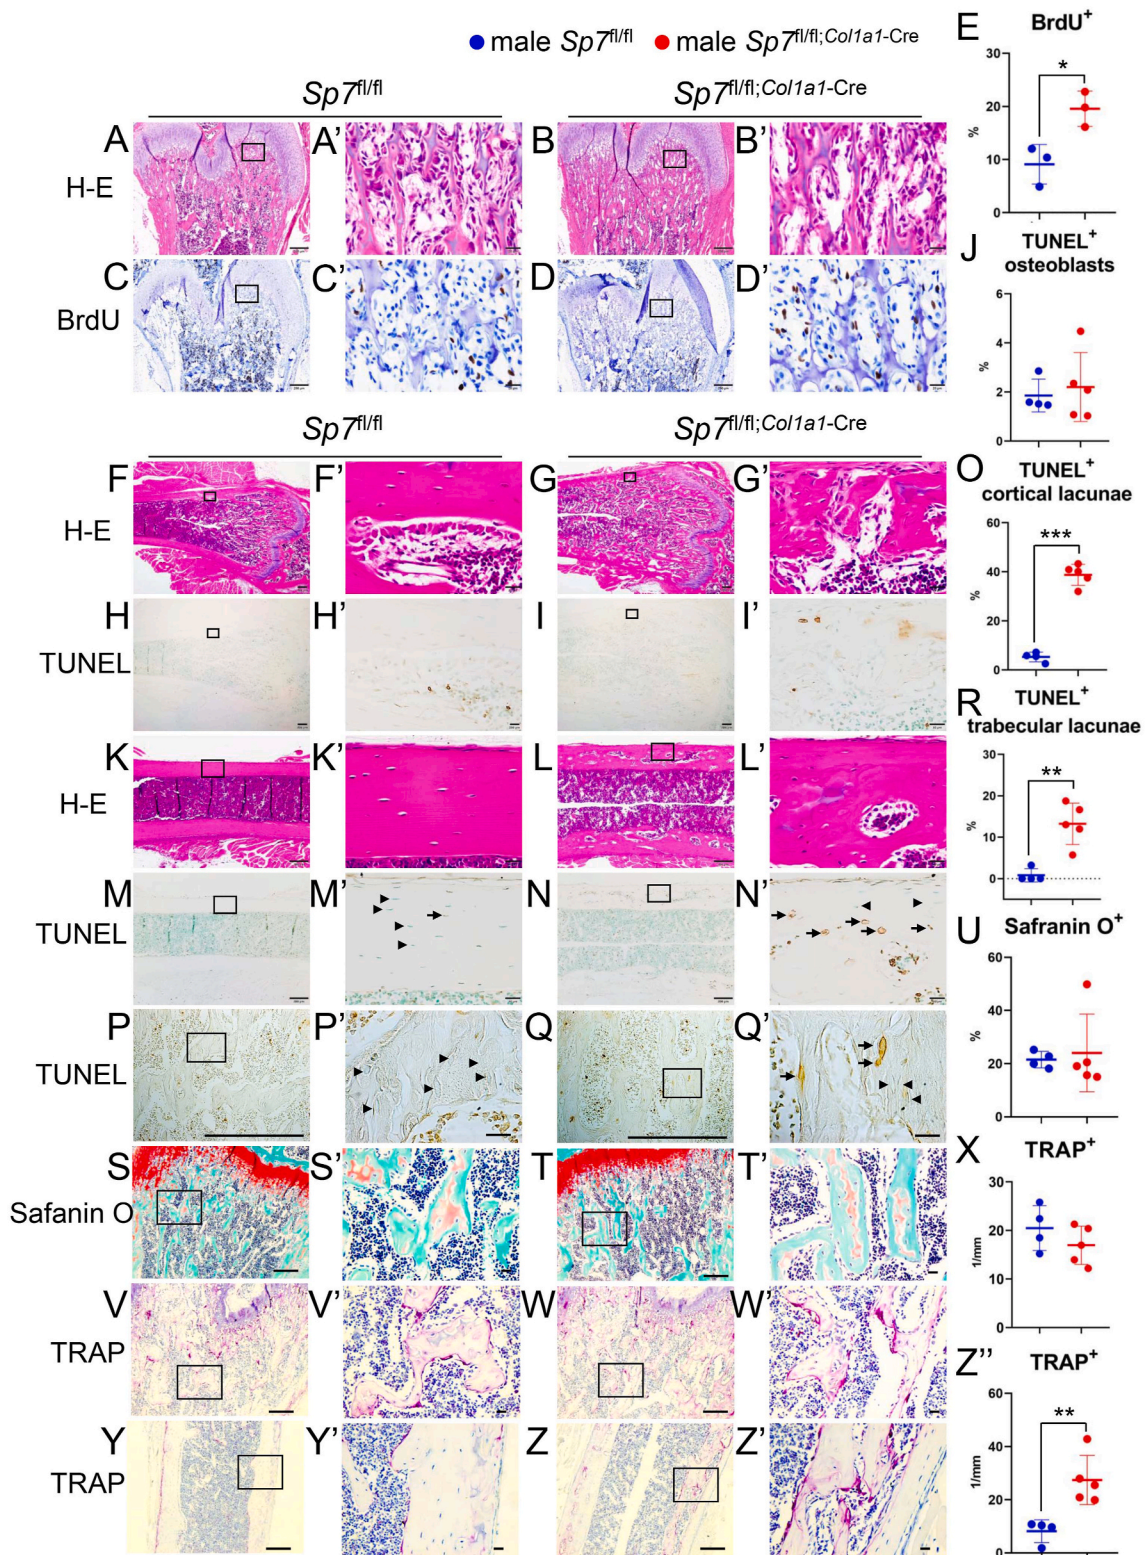 ● male Sp7fl/fl ● male Sp7fl/fl;Col1a1-Cre
Sp7fl/fl Sp7fl/fl;Col1a1-Cre
A A' B B'
H-E
C C' D D'
BrdU
E BrdU+
30
20
10
0
%
*
J TUNEL+
osteoblasts
6
4
2
0
%
Sp7fl/fl Sp7fl/fl;Col1a1-Cre
F F' G G'
H-E
H H' I I'
TUNEL
O TUNEL+
cortical lacunae
60
40
20
0
%
***
K K' L L'
H-E
R TUNEL+
trabecular lacunae
30
20
10
0
%
**
M M' N N'
TUNEL
P P' Q Q'
TUNEL
U Safranin O+
60
40
20
0
%
S S' T T'
Safanin O
X TRAP+
30
20
10
0
1/mm
V V' W W'
TRAP
Y Y' Z Z'
TRAP
Z'' TRAP+
60
40
20
0
1/mm
**